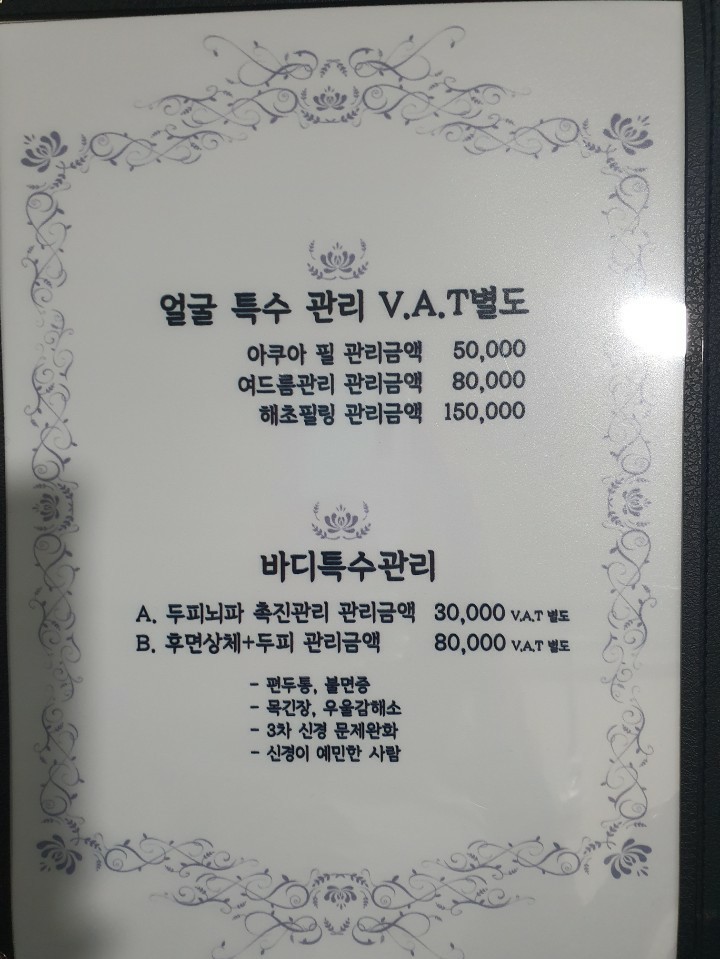 얼굴 특수 관리 V.A.T별도
아쿠아 필 관리금액 50,000
여드름관리 관리금액 80,000
해초필링 관리금액 150,000
바디특수관리
A. 두피뇌파 촉진관리 관리금액 30,000 V.A.T 별도
B. 후면상체+두피 관리금액 80,000 V.A.T 별도
- 편두통, 불면증
- 목긴장, 우울감해소
- 3차 신경 문제완화
- 신경이 예민한 사람